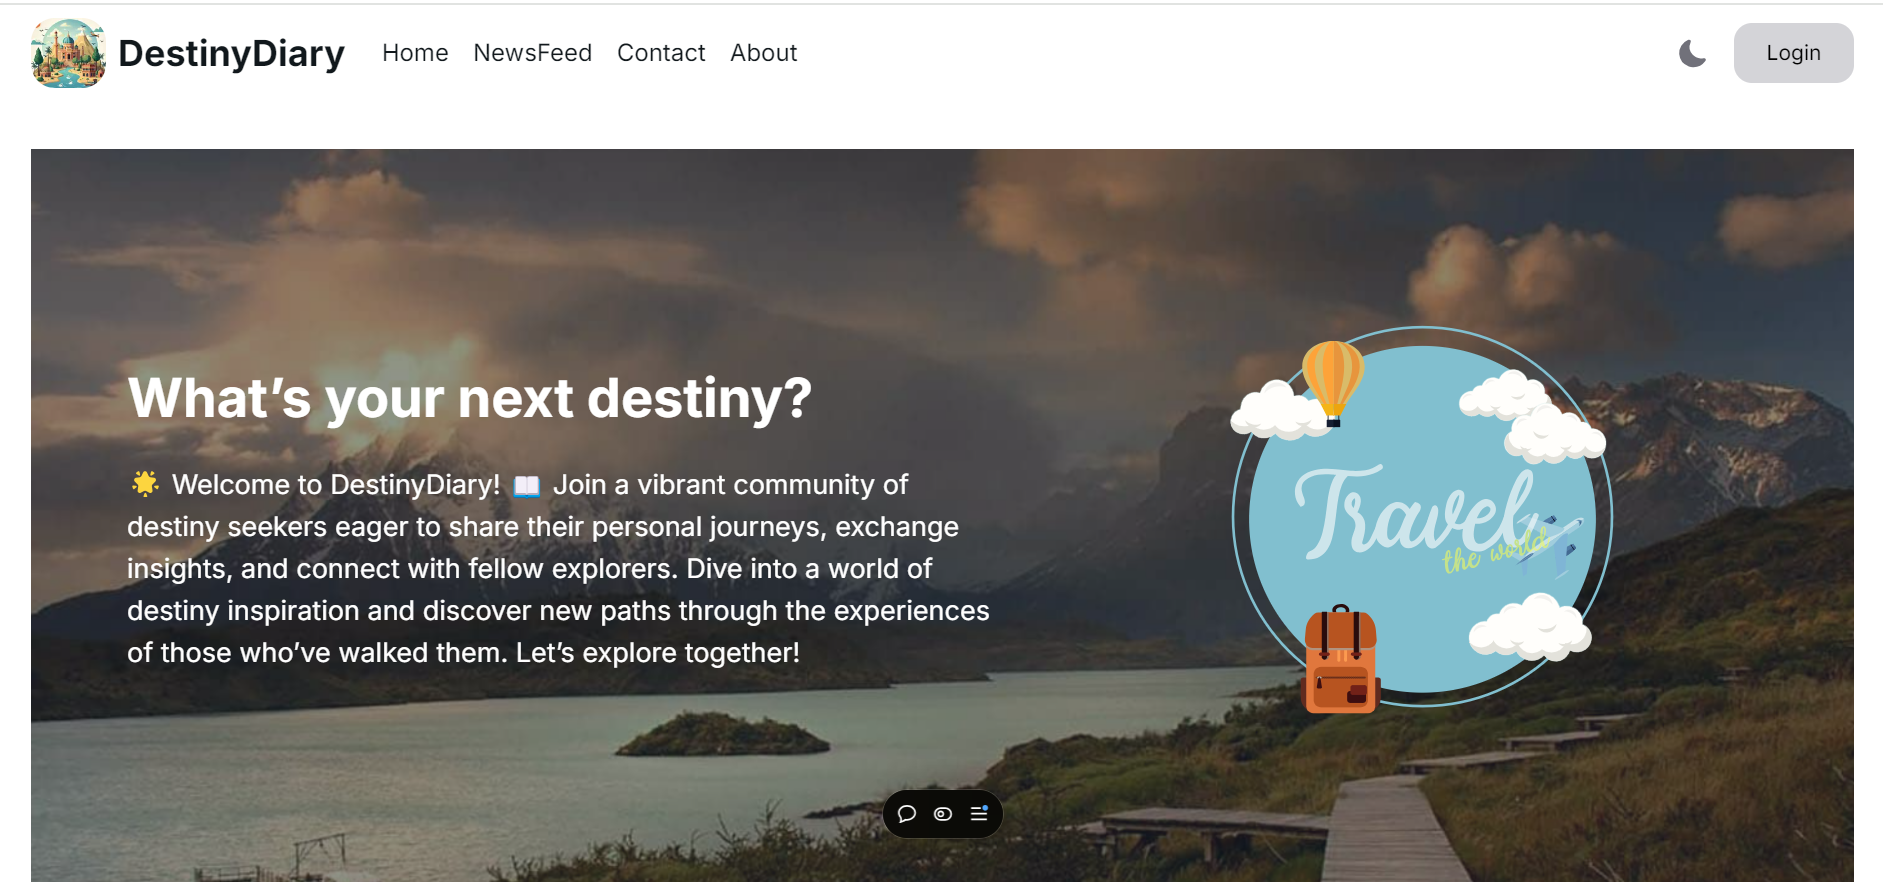 DestinyDiary
Home
NewsFeed
Contact
About
Login
What’s your next destiny?
🌟 Welcome to DestinyDiary! 📖 Join a vibrant community of
destiny seekers eager to share their personal journeys, exchange
insights, and connect with fellow explorers. Dive into a world of
destiny inspiration and discover new paths through the experiences
of those who’ve walked them. Let’s explore together!
Travel
the world